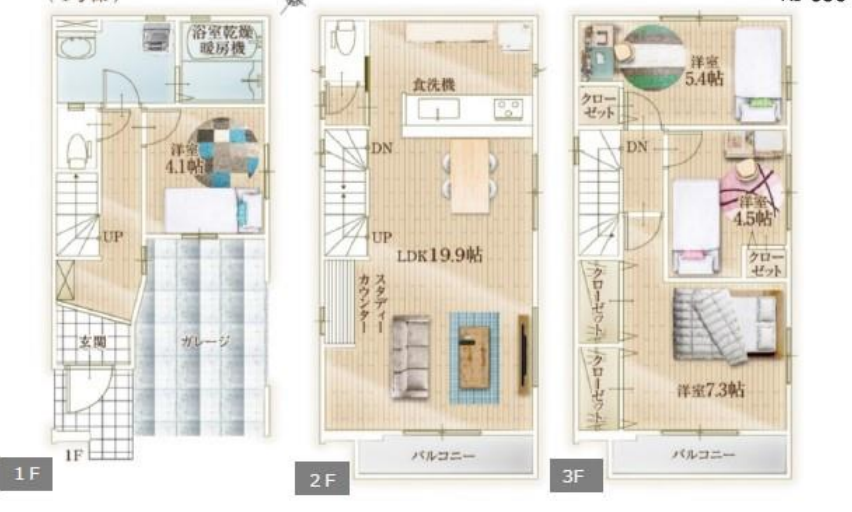 浴室乾燥
暖房機
洋室
4.1帖
UP
玄関
ガレージ
1F
1F
食洗機
DN
UP
LDK19.9帖
スタディー
カウンター
バルコニー
2F
洋室
5.4帖
クロー
ゼット
DN
洋室
4.5帖
クロー
ゼット
クローゼット
クローゼット
洋室7.3帖
バルコニー
3F